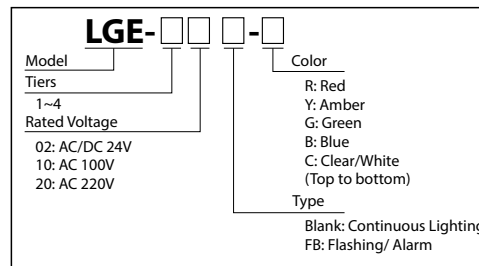 LGE-□□ □-□
Model
Tiers
1~4
Rated Voltage
02: AC/DC 24V
10: AC 100V
20: AC 220V
Color
R: Red
Y: Amber
G: Green
B: Blue
C: Clear/White
(Top to bottom)
Type
Blank: Continuous Lighting
FB: Flashing/ Alarm